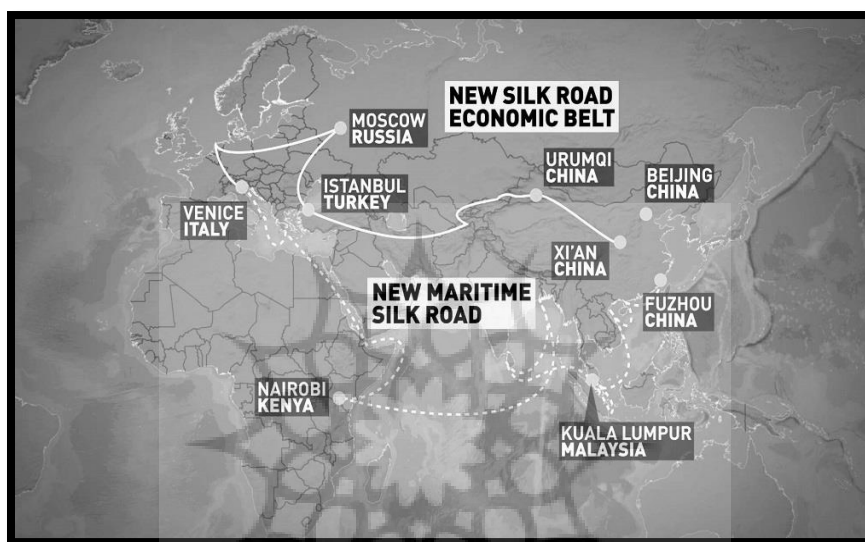 NEW SILK ROAD
ECONOMIC BELT
MOSCOW
RUSSIA
URUMQI
CHINA
BEIJING
CHINA
ISTANBUL
TURKEY
VENICE
ITALY
XI'AN
CHINA
NEW MARITIME
SILK ROAD
FUZHOU
CHINA
NAIROBI
KENYA
KUALA LUMPUR
MALAYSIA